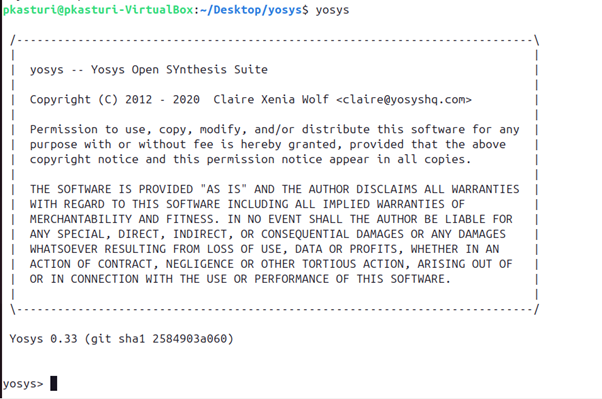 pkasturi@pkasturi-VirtualBox:~/Desktop/yosys$ yosys
/----------------------------------------------------------------------------\
|                                                                            |
|  yosys -- Yosys Open SYnthesis Suite                                       |
|                                                                            |
|  Copyright (C) 2012 - 2020  Claire Xenia Wolf <claire@yosyshq.com>         |
|                                                                            |
|  Permission to use, copy, modify, and/or distribute this software for any  |
|  purpose with or without fee is hereby granted, provided that the above    |
|  copyright notice and this permission notice appear in all copies.         |
|                                                                            |
|  THE SOFTWARE IS PROVIDED "AS IS" AND THE AUTHOR DISCLAIMS ALL WARRANTIES  |
|  WITH REGARD TO THIS SOFTWARE INCLUDING ALL IMPLIED WARRANTIES OF          |
|  MERCHANTABILITY AND FITNESS. IN NO EVENT SHALL THE AUTHOR BE LIABLE FOR   |
|  ANY SPECIAL, DIRECT, INDIRECT, OR CONSEQUENTIAL DAMAGES OR ANY DAMAGES    |
|  WHATSOEVER RESULTING FROM LOSS OF USE, DATA OR PROFITS, WHETHER IN AN     |
|  ACTION OF CONTRACT, NEGLIGENCE OR OTHER TORTIOUS ACTION, ARISING OUT OF   |
|  OR IN CONNECTION WITH THE USE OR PERFORMANCE OF THIS SOFTWARE.            |
|                                                                            |
\----------------------------------------------------------------------------/
Yosys 0.33 (git sha1 2584903a060)
yosys>